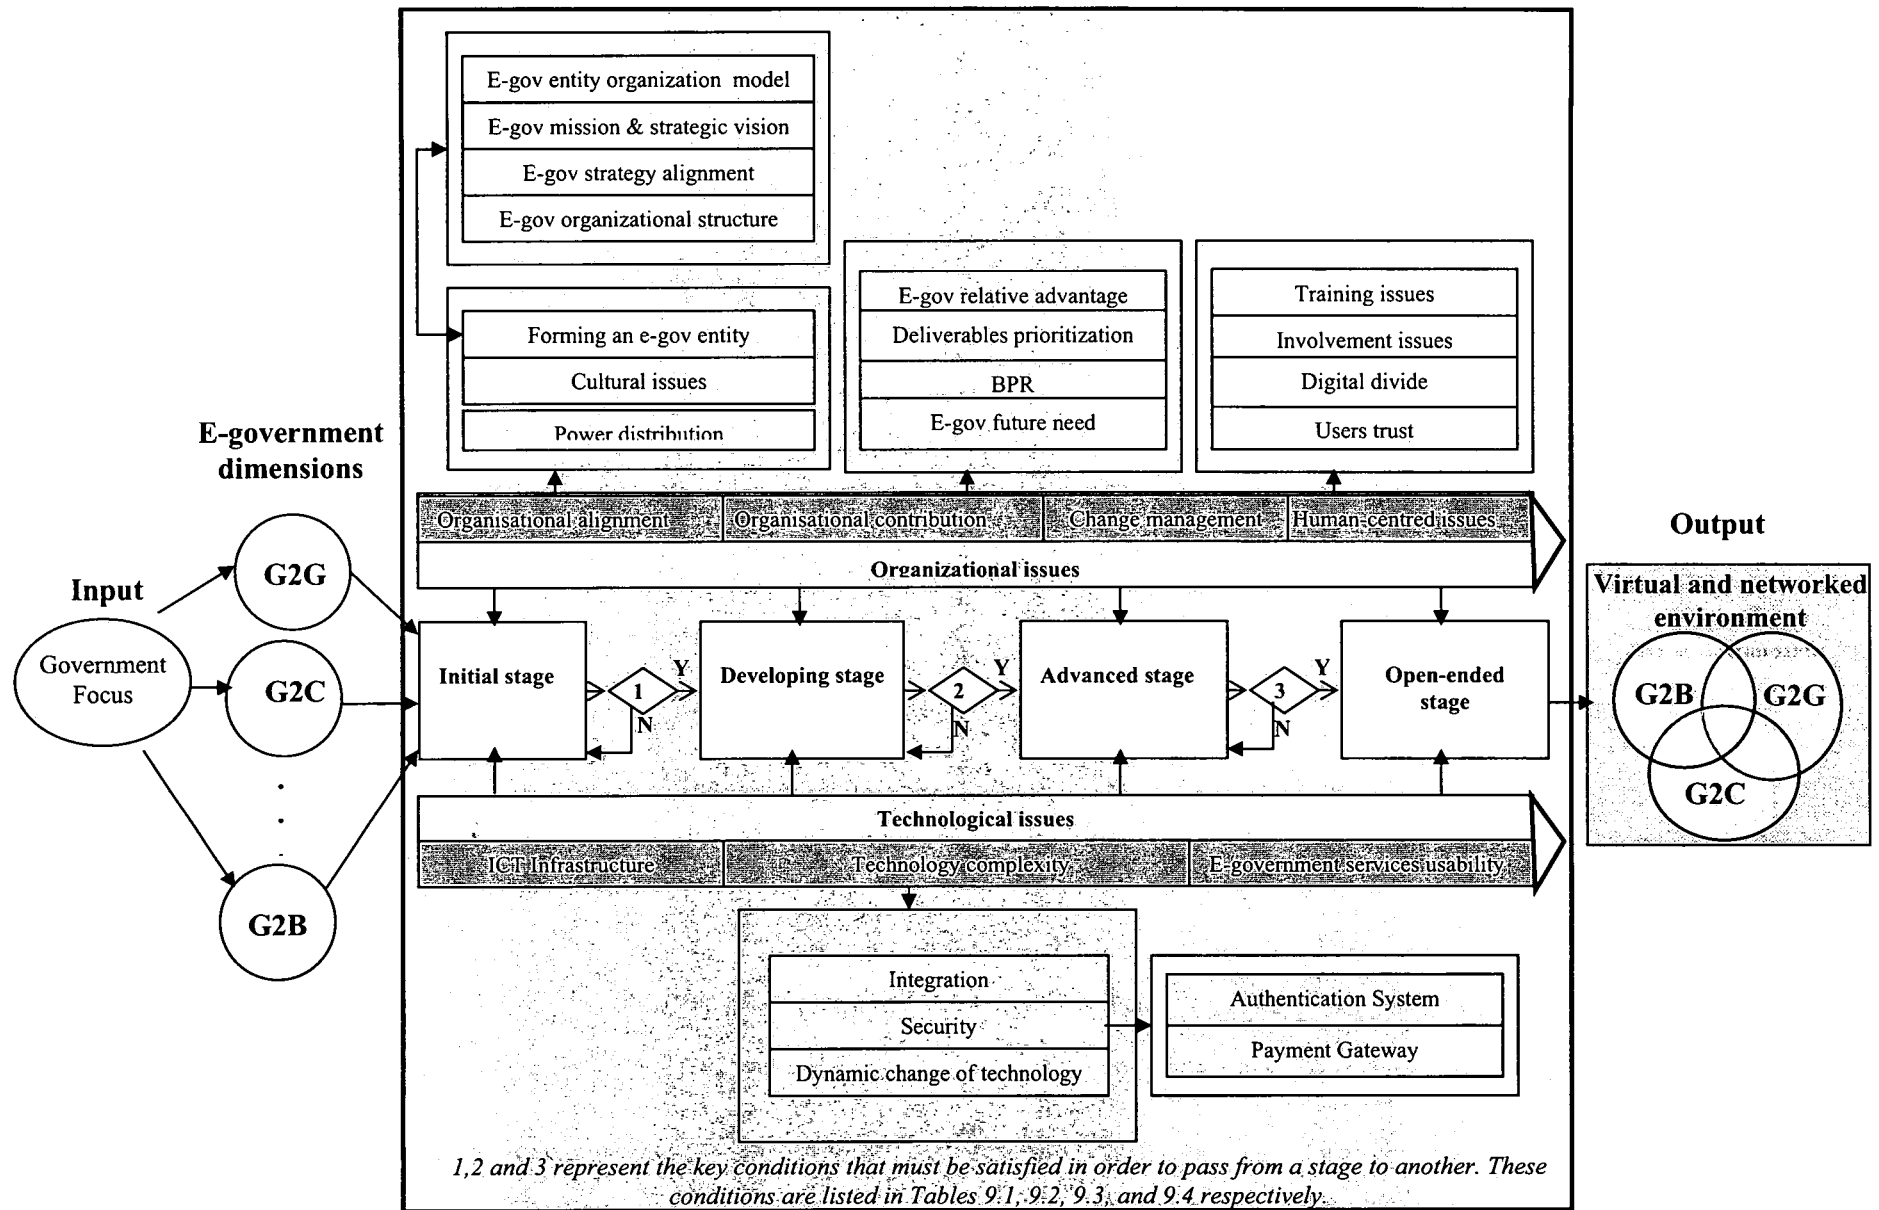 E-gov entity organization model
E-gov mission & strategic vision
E-gov strategy alignment
E-gov organizational structure
Forming an e-gov entity
Cultural issues
Power distribution
E-gov relative advantage
Deliverables prioritization
BPR
E-gov future need
Training issues
Involvement issues
Digital divide
Users trust
E-government
dimensions
Organisational alignment
Organisational contribution
Change management
Human-centred issues
Organizational issues
Input
Government
Focus
G2G
G2C
.
.
.
G2B
Initial stage
1
Y
N
Developing stage
2
Y
N
Advanced stage
3
Y
N
Open-ended
stage
Output
Virtual and networked
environment
G2B
G2G
G2C
Technological issues
ICT Infrastructure
Technology complexity
E-government services usability
Integration
Security
Dynamic change of technology
Authentication System
Payment Gateway
1,2 and 3 represent the key conditions that must be satisfied in order to pass from a stage to another. These
conditions are listed in Tables 9.1, 9.2, 9.3, and 9.4 respectively.